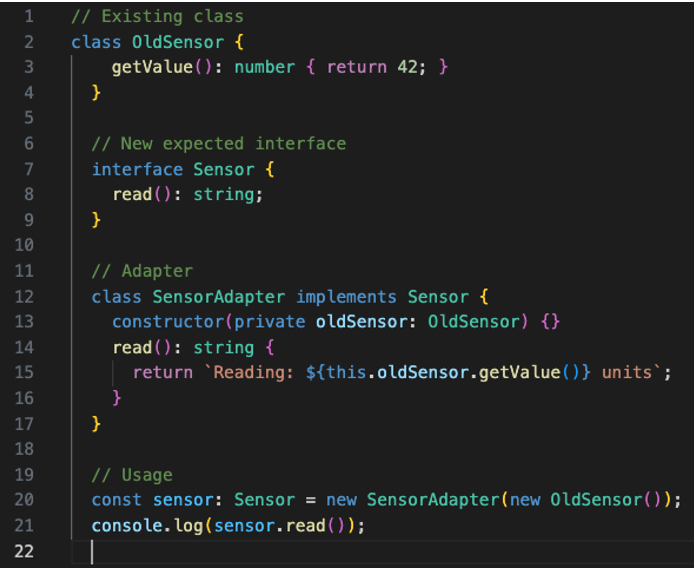 1 // Existing class
2 class OldSensor {
3 getValue(): number { return 42; }
4 }
5
6 // New expected interface
7 interface Sensor {
8 read(): string;
9 }
10
11 // Adapter
12 class SensorAdapter implements Sensor {
13 constructor(private oldSensor: OldSensor) {}
14 read(): string {
15 return `Reading: ${this.oldSensor.getValue()} units`;
16 }
17 }
18
19 // Usage
20 const sensor: Sensor = new SensorAdapter(new OldSensor());
21 console.log(sensor.read());
22